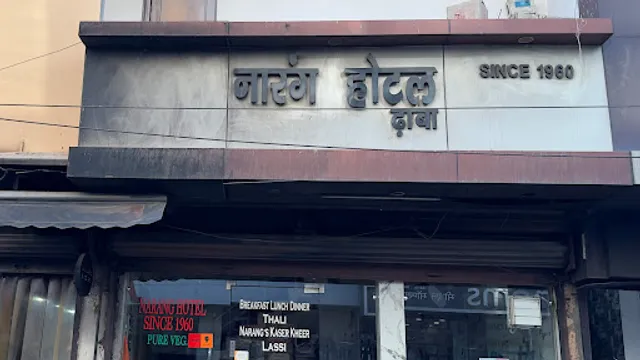 नारंग होटल
ढ़ाबा
SINCE 1960
NARANG HOTEL
SINCE 1960
PURE VEG.
BREAKFAST LUNCH DINNER
THALI
NARANG'S KASER KHEER
LASSI